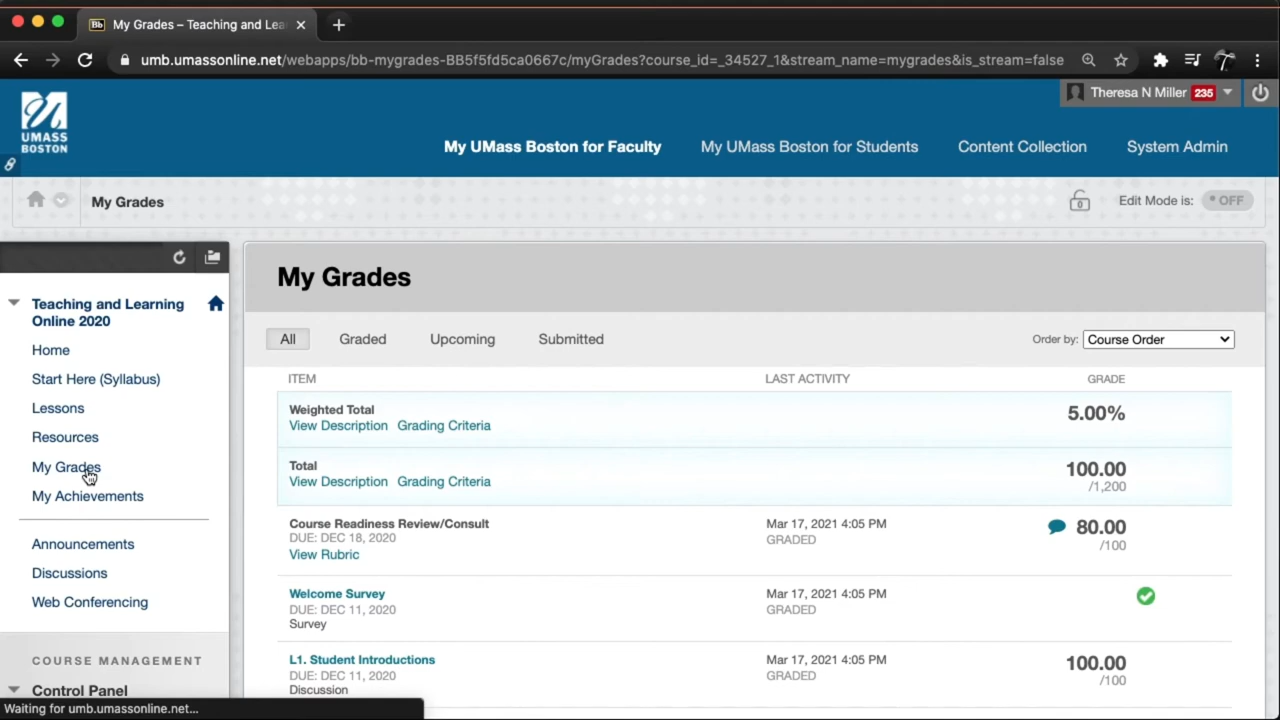 Bb My Grades – Teaching and Lea
umb.umassonline.net/webapps/bb-mygrades-BB5f5fd5ca0667c/myGrades?course_id=_34527_1&stream_name=mygrades&is_stream=false
Theresa N Miller 235
UMASS
BOSTON
My UMass Boston for Faculty My UMass Boston for Students Content Collection System Admin
My Grades
Edit Mode is: OFF
Teaching and Learning
Online 2020
Home
Start Here (Syllabus)
Lessons
Resources
My Grades
My Achievements
Announcements
Discussions
Web Conferencing
COURSE MANAGEMENT
Control Panel
Waiting for umb.umassonline.net...
My Grades
All Graded Upcoming Submitted
Order by: Course Order
ITEM LAST ACTIVITY GRADE
Weighted Total
View Description Grading Criteria
5.00%
Total
View Description Grading Criteria
100.00
/1,200
Course Readiness Review/Consult
DUE: DEC 18, 2020
View Rubric
Mar 17, 2021 4:05 PM
GRADED
80.00
/100
Welcome Survey
DUE: DEC 11, 2020
Survey
Mar 17, 2021 4:05 PM
GRADED
L1. Student Introductions
DUE: DEC 11, 2020
Discussion
Mar 17, 2021 4:05 PM
GRADED
100.00
/100